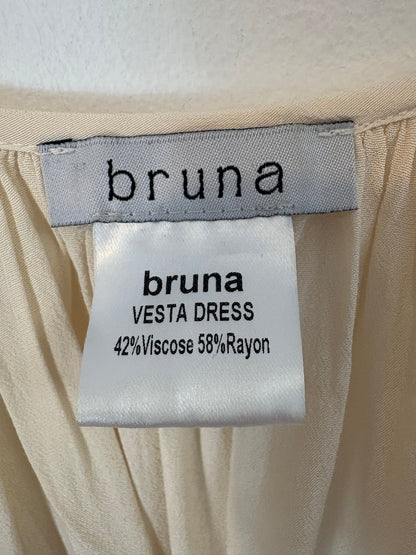 bruna
bruna
VESTA DRESS
42%Viscose 58%Rayon